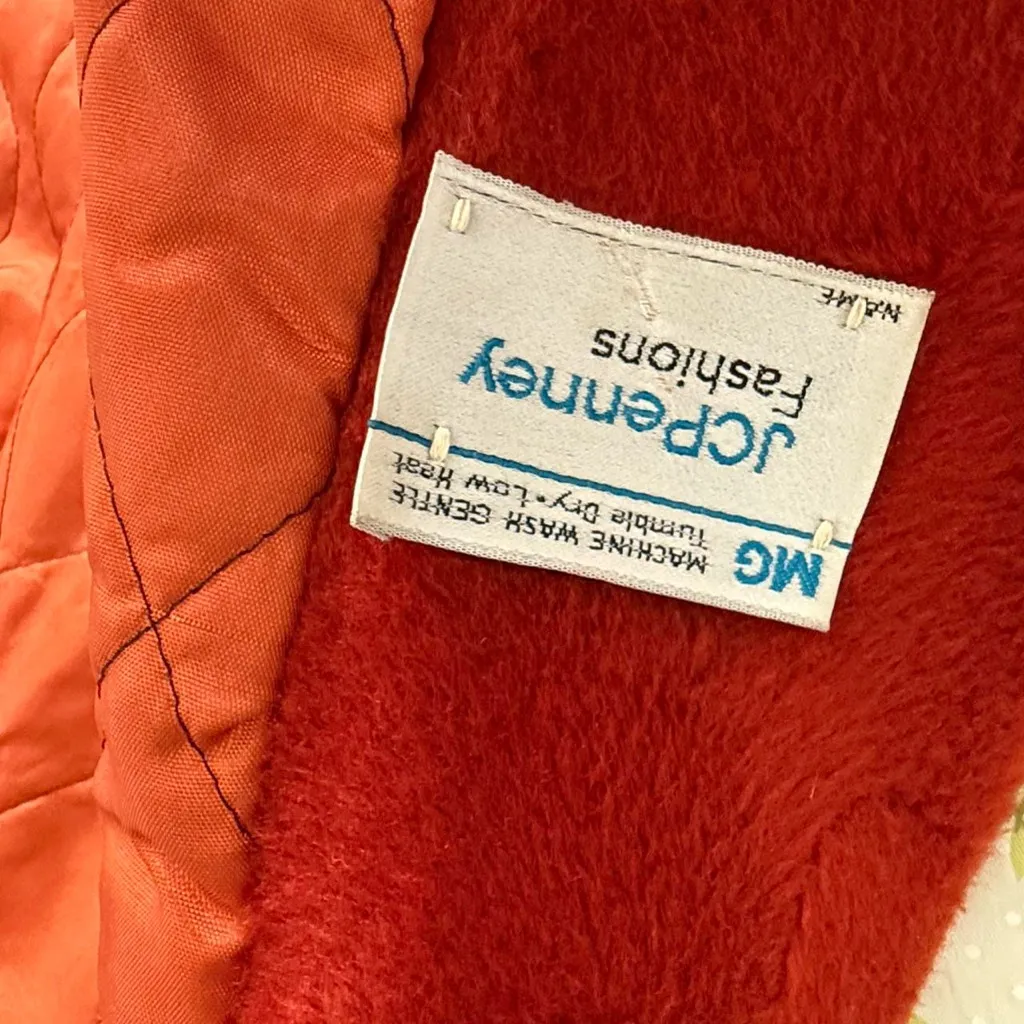 MG MACHINE WASH GENTLE
Tumble Dry•Low Heat
JCPenney
Fashions
NAME